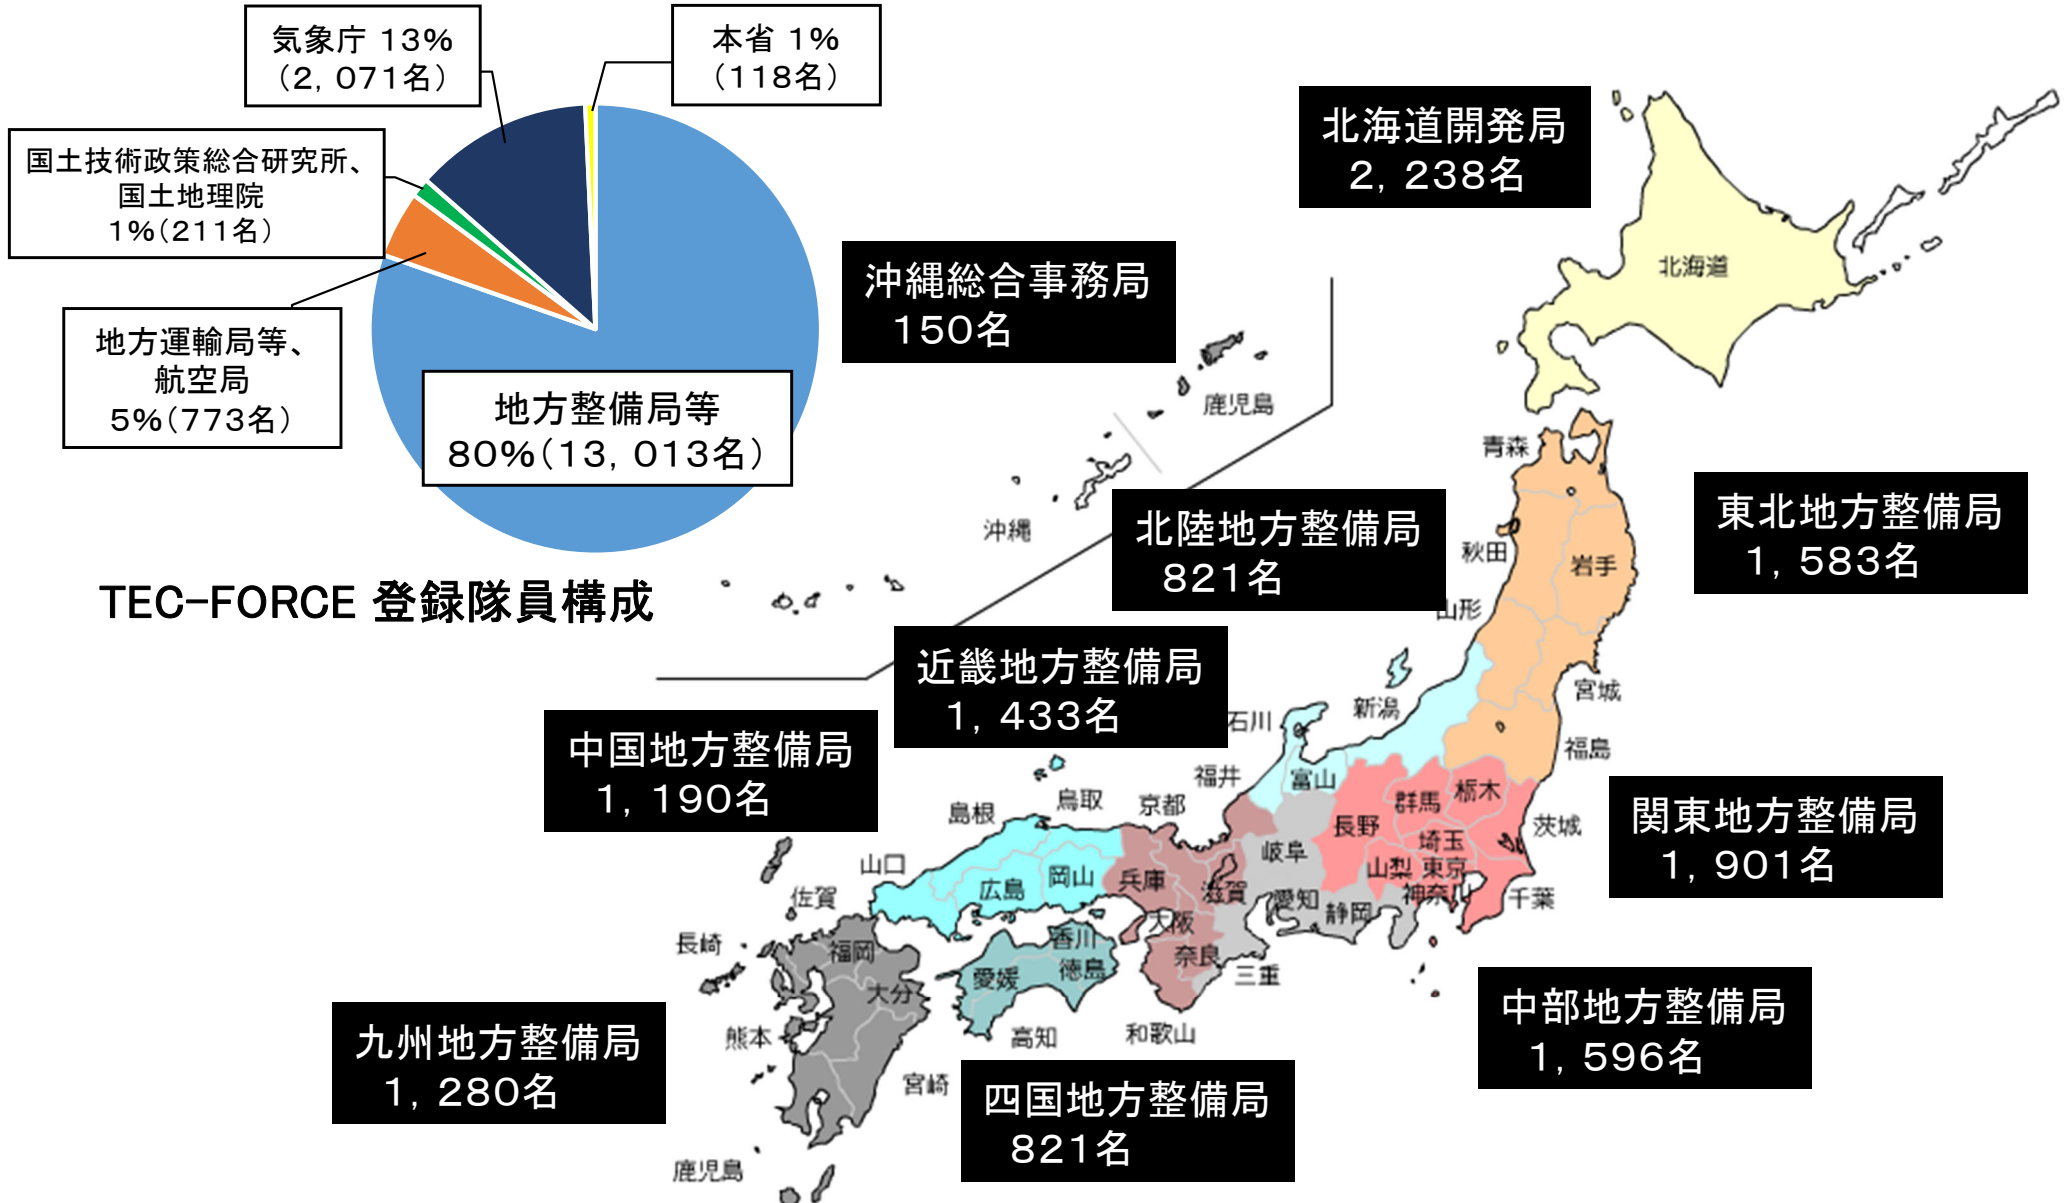 気象庁 13%
（2，071名）
本省 1%
（118名）
国土技術政策総合研究所、
国土地理院
1%（211名）
地方運輸局等、
航空局
5%（773名）
地方整備局等
80%（13，013名）
TEC−FORCE 登録隊員構成
北海道開発局
2，238名
沖縄総合事務局
150名
北陸地方整備局
821名
東北地方整備局
1，583名
近畿地方整備局
1，433名
中国地方整備局
1，190名
関東地方整備局
1，901名
中部地方整備局
1，596名
九州地方整備局
1，280名
四国地方整備局
821名
北海道
鹿児島
沖縄
青森
秋田
岩手
山形
宮城
福島
新潟
石川
富山
福井
群馬
栃木
茨城
長野
埼玉
山梨
東京
神奈川
千葉
岐阜
愛知
静岡
三重
滋賀
京都
兵庫
大阪
奈良
和歌山
鳥取
島根
岡山
広島
山口
香川
徳島
愛媛
高知
福岡
佐賀
長崎
大分
熊本
宮崎
鹿児島